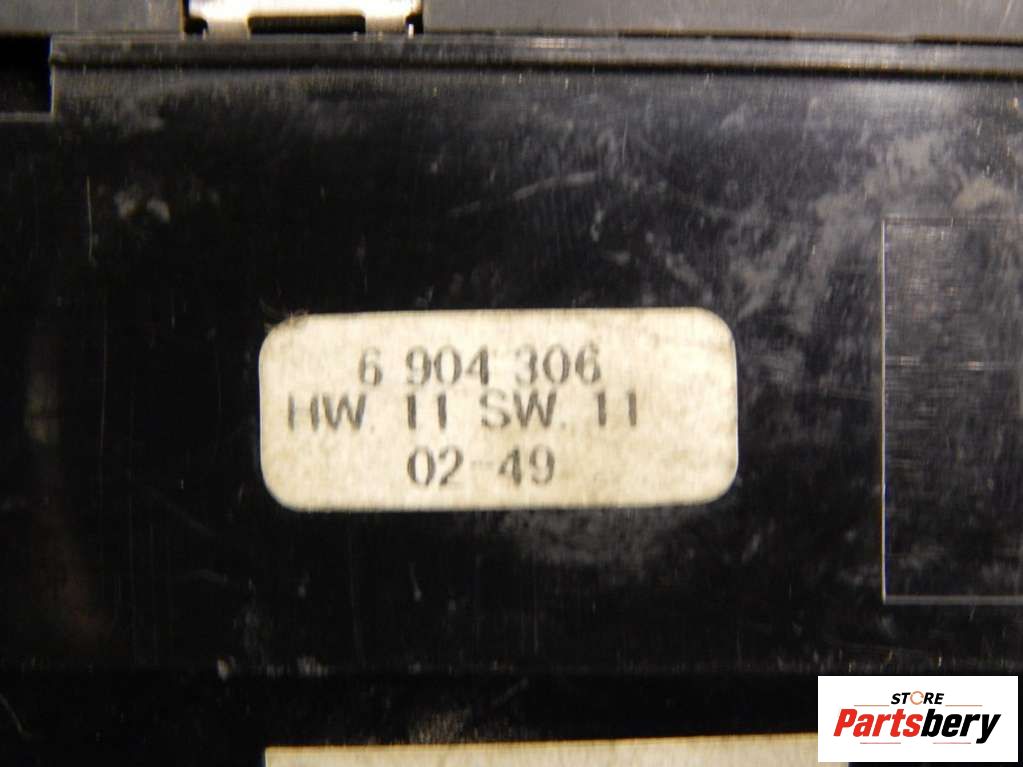 6 904 306
HW. 11 SW. 11
02-49
STORE
Partsbery